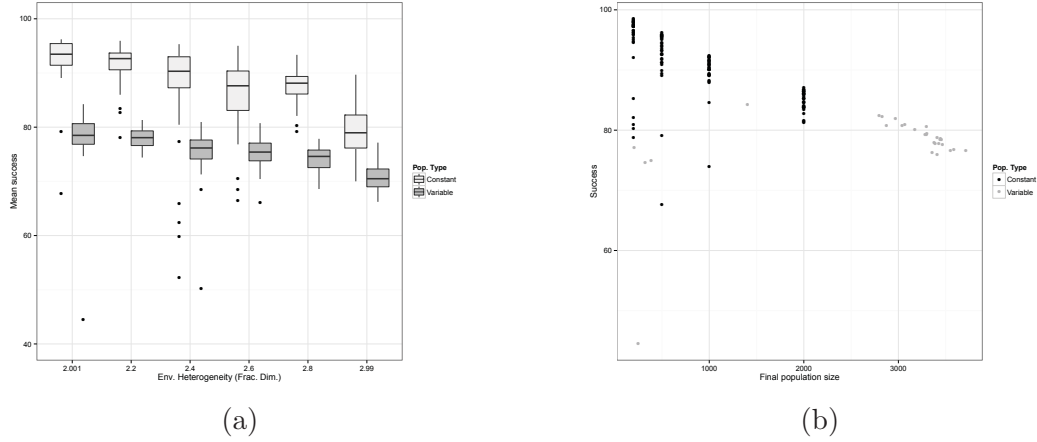 100
80
60
40
Mean success
2.001
2.2
2.4
2.6
2.8
2.99
Env. Heterogeneity (Frac. Dim.)
Pop. Type
Constant
Variable
(a)
100
80
60
Success
1000
2000
3000
Final population size
Pop. Type
Constant
Variable
(b)